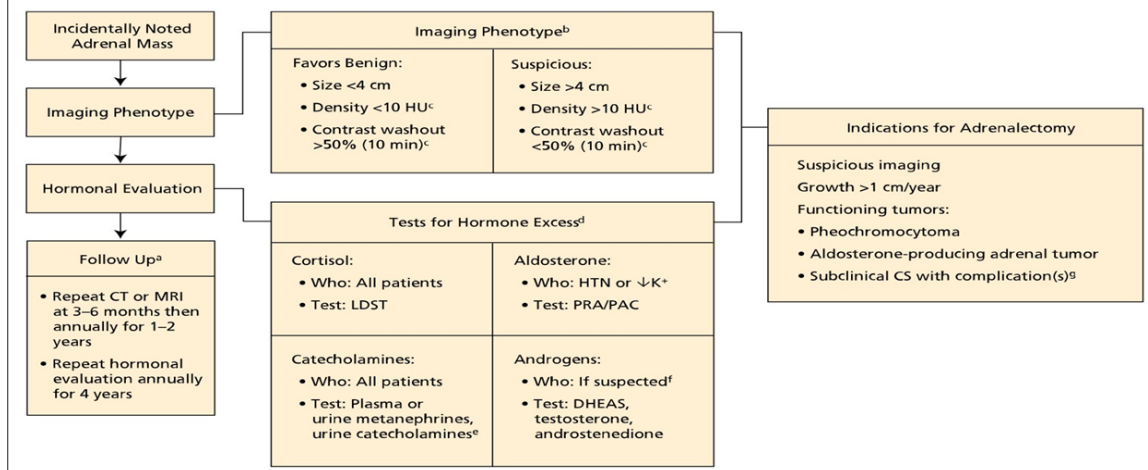 Incidentally Noted
Adrenal Mass
Imaging Phenotype
Hormonal Evaluation
Follow Upᵃ
• Repeat CT or MRI
at 3–6 months then
annually for 1–2
years
• Repeat hormonal
evaluation annually
for 4 years
Imaging Phenotypeᵇ
Favors Benign:
• Size <4 cm
• Density <10 HUᶜ
• Contrast washout
>50% (10 min)ᶜ
Suspicious:
• Size >4 cm
• Density >10 HUᶜ
• Contrast washout
<50% (10 min)ᶜ
Tests for Hormone Excessᵈ
Cortisol:
• Who: All patients
• Test: LDST
Aldosterone:
• Who: HTN or ↓K⁺
• Test: PRA/PAC
Catecholamines:
• Who: All patients
• Test: Plasma or
urine metanephrines,
urine catecholaminesᵉ
Androgens:
• Who: If suspectedᶠ
• Test: DHEAS,
testosterone,
androstenedione
Indications for Adrenalectomy
Suspicious imaging
Growth >1 cm/year
Functioning tumors:
• Pheochromocytoma
• Aldosterone-producing adrenal tumor
• Subclinical CS with complication(s)ᵍ